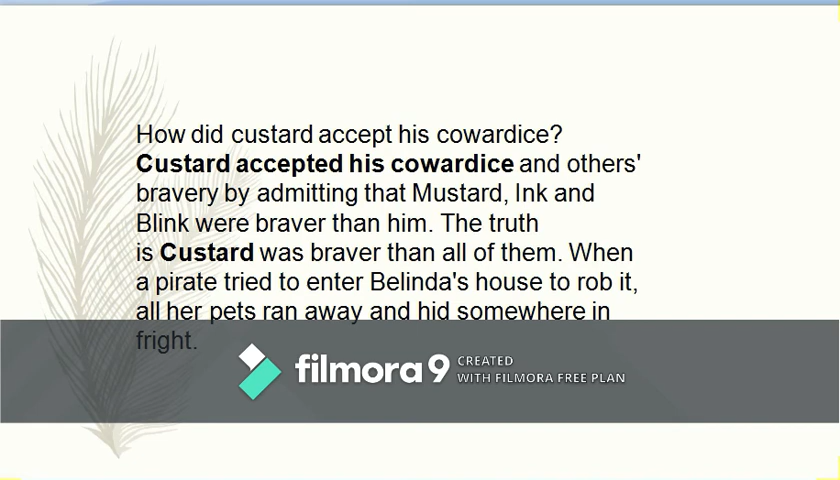 How did custard accept his cowardice?
Custard accepted his cowardice and others'
bravery by admitting that Mustard, Ink and
Blink were braver than him. The truth
is Custard was braver than all of them. When
a pirate tried to enter Belinda's house to rob it,
all her pets ran away and hid somewhere in
fright.
filmora 9
CREATED
WITH FILMORA FREE PLAN